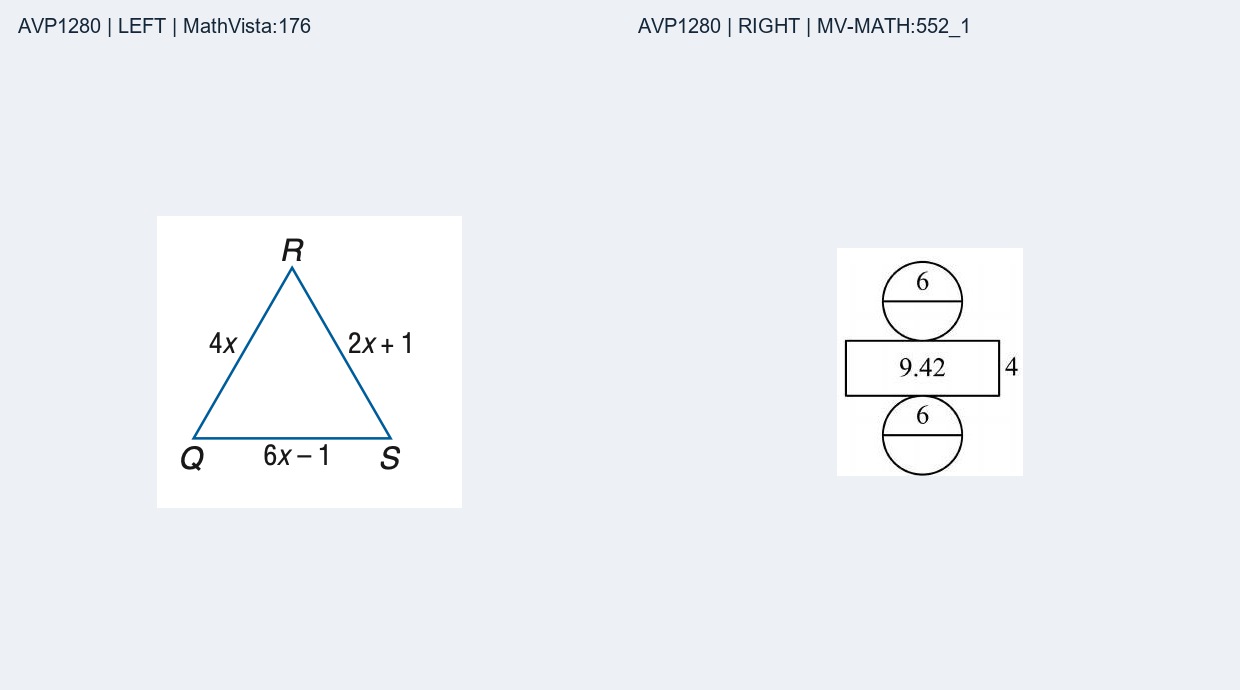 AVP1280 | LEFT | MathVista:176
AVP1280 | RIGHT | MV-MATH:552_1
R
4x
2x + 1
Q
6x – 1
S
6
9.42
4
6